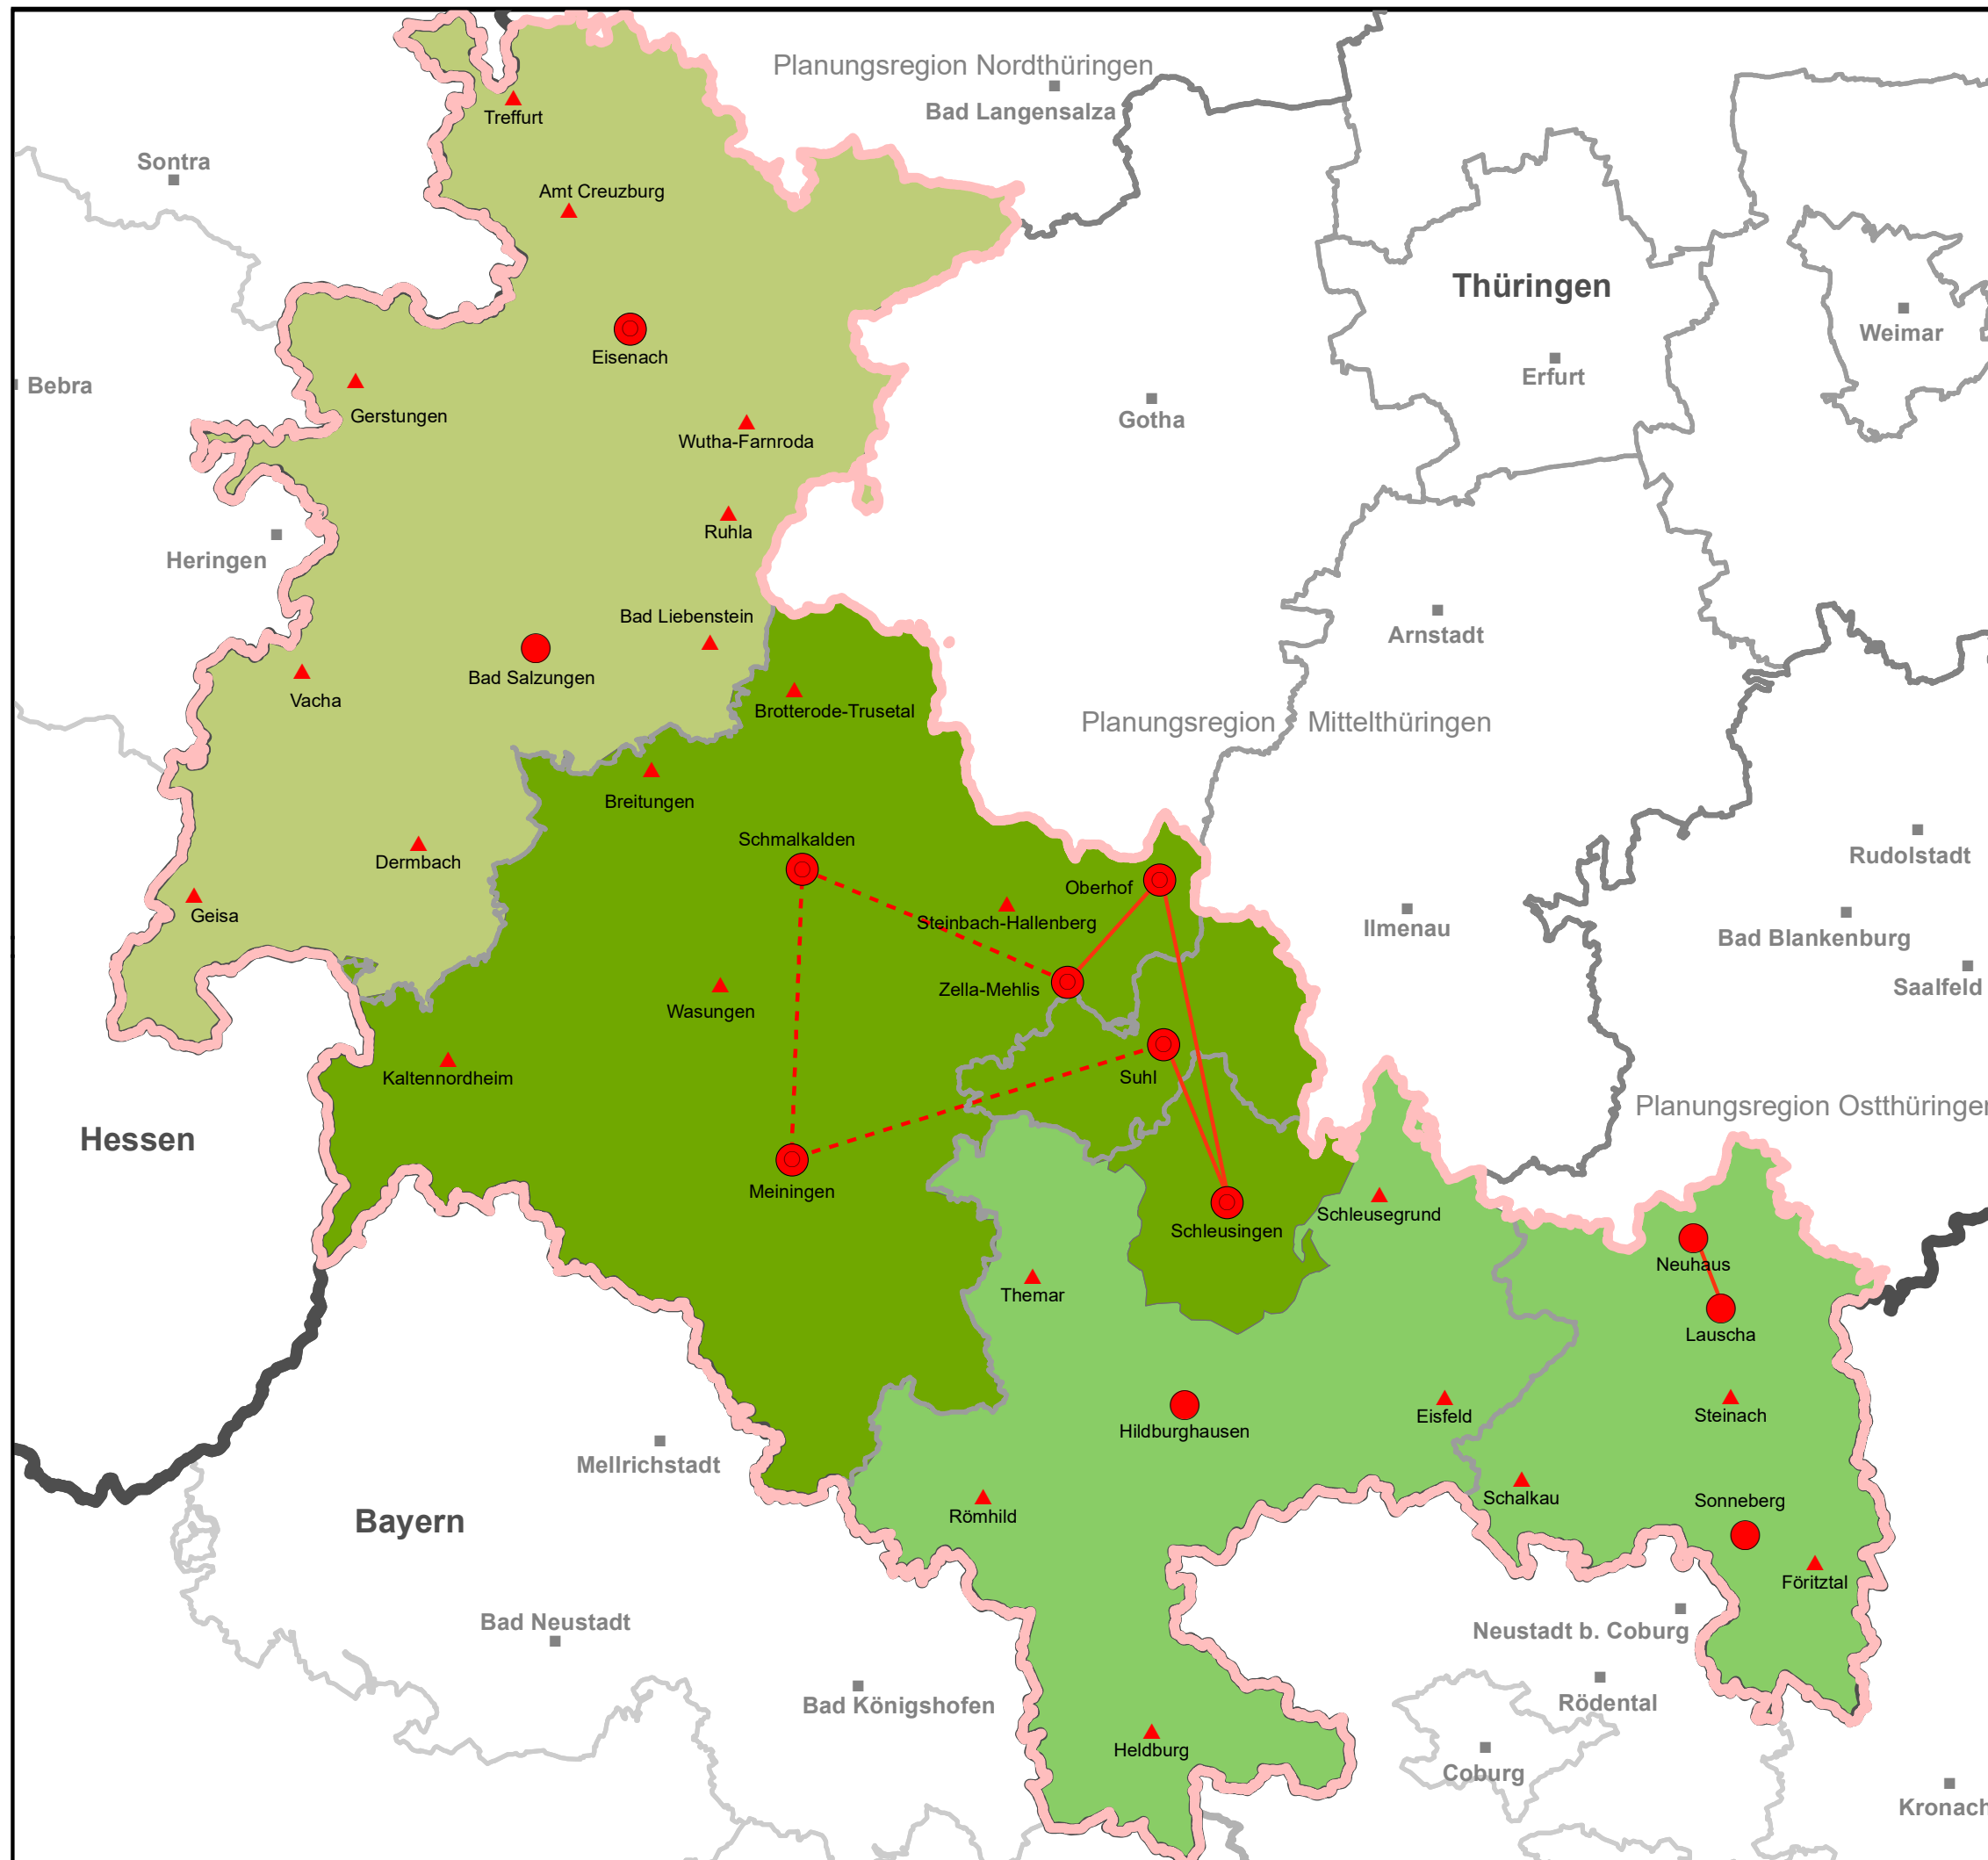 Planungsregion Nordthüringen
Bad Langensalza
Treffurt
Sontra
Amt Creuzburg
Thüringen
Weimar
Eisenach
Erfurt
Bebra
Gerstungen
Gotha
Wutha-Farnroda
Ruhla
Heringen
Bad Liebenstein
Arnstadt
Bad Salzungen
Vacha
Brotterode-Trusetal
Planungsregion Mittelthüringen
Breitungen
Schmalkalden
Rudolstadt
Dermbach
Oberhof
Geisa
Steinbach-Hallenberg
Ilmenau
Bad Blankenburg
Zella-Mehlis
Saalfeld
Wasungen
Kaltennordheim
Suhl
Planungsregion Ostthüringen
Hessen
Meiningen
Schleusegrund
Schleusingen
Neuhaus
Themar
Lauscha
Eisfeld
Steinach
Hildburghausen
Mellrichstadt
Schalkau
Sonneberg
Römhild
Bayern
Föritztal
Bad Neustadt
Neustadt b. Coburg
Bad Königshofen
Rödental
Heldburg
Coburg
Kronach